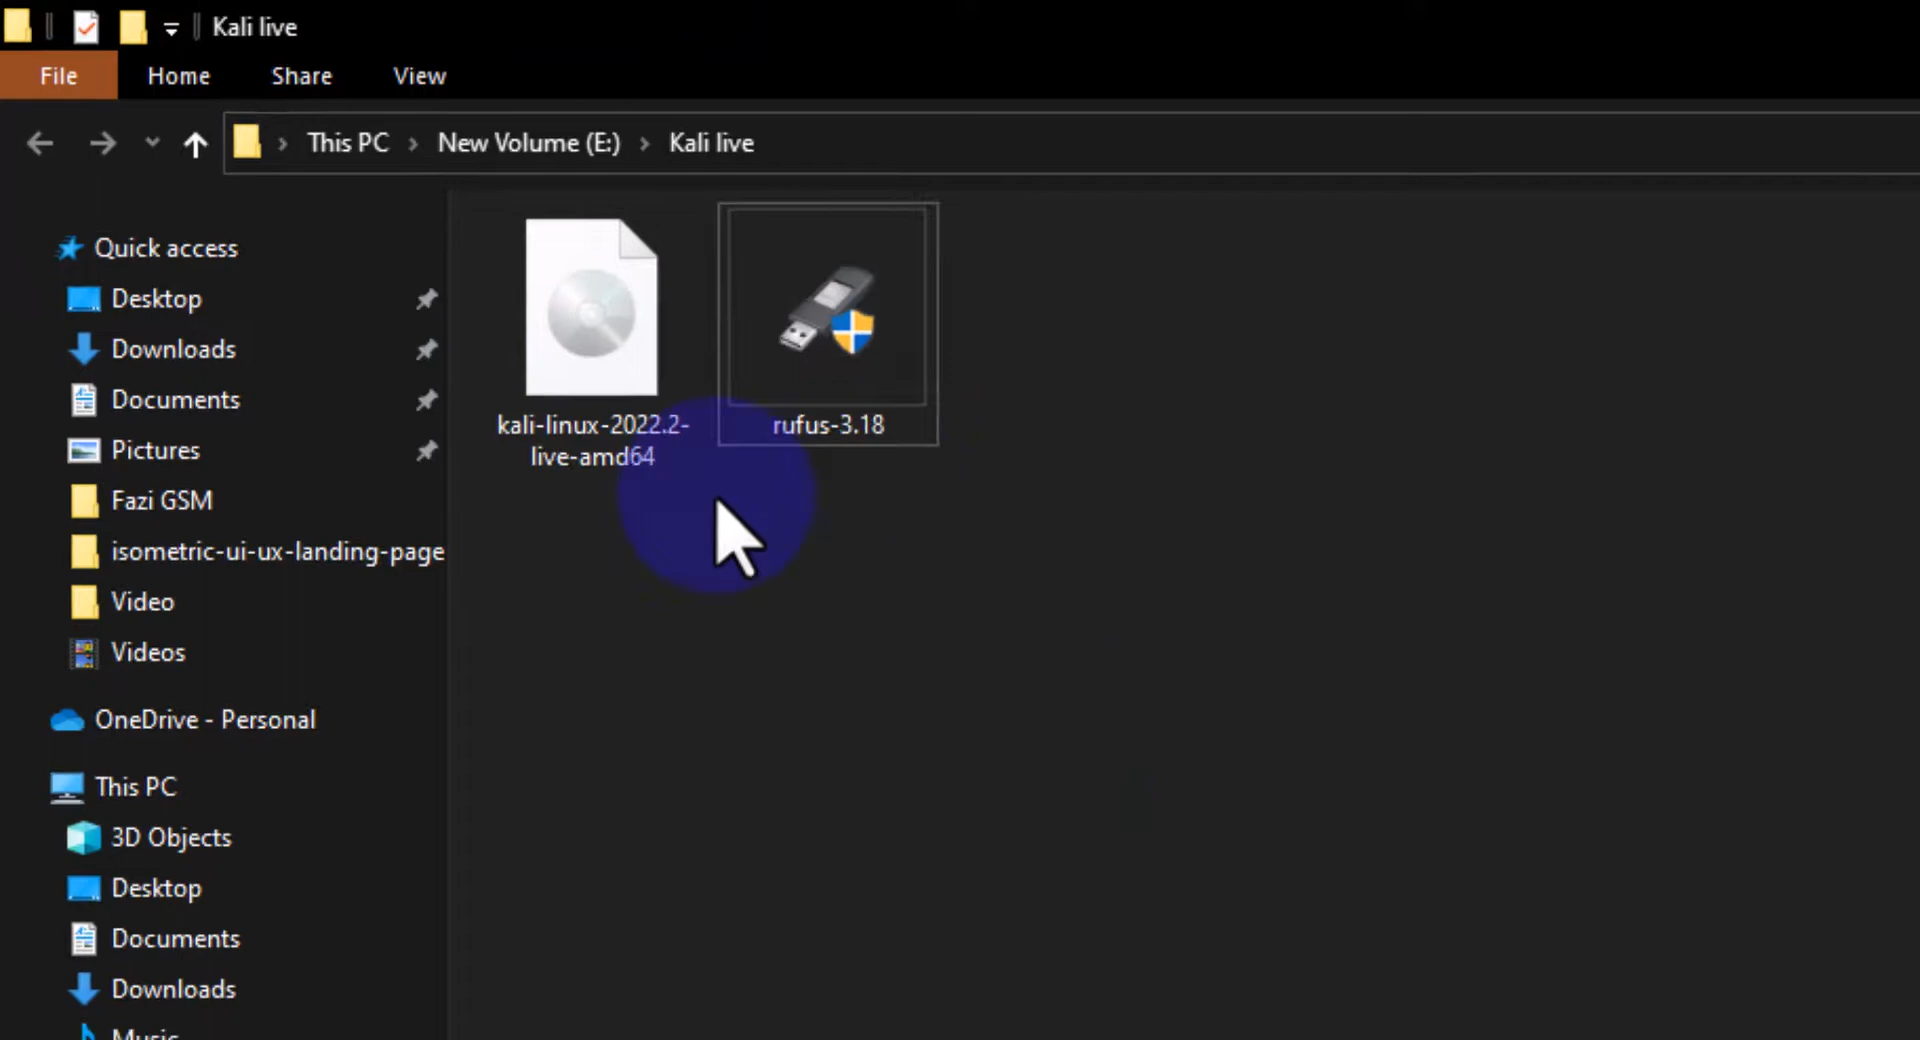 Kali live
File Home Share View
This PC > New Volume (E:) > Kali live
Quick access
Desktop
Downloads
Documents
Pictures
Fazi GSM
isometric-ui-ux-landing-page
Video
Videos
OneDrive - Personal
This PC
3D Objects
Desktop
Documents
Downloads
Music
kali-linux-2022.2-
live-amd64
rufus-3.18